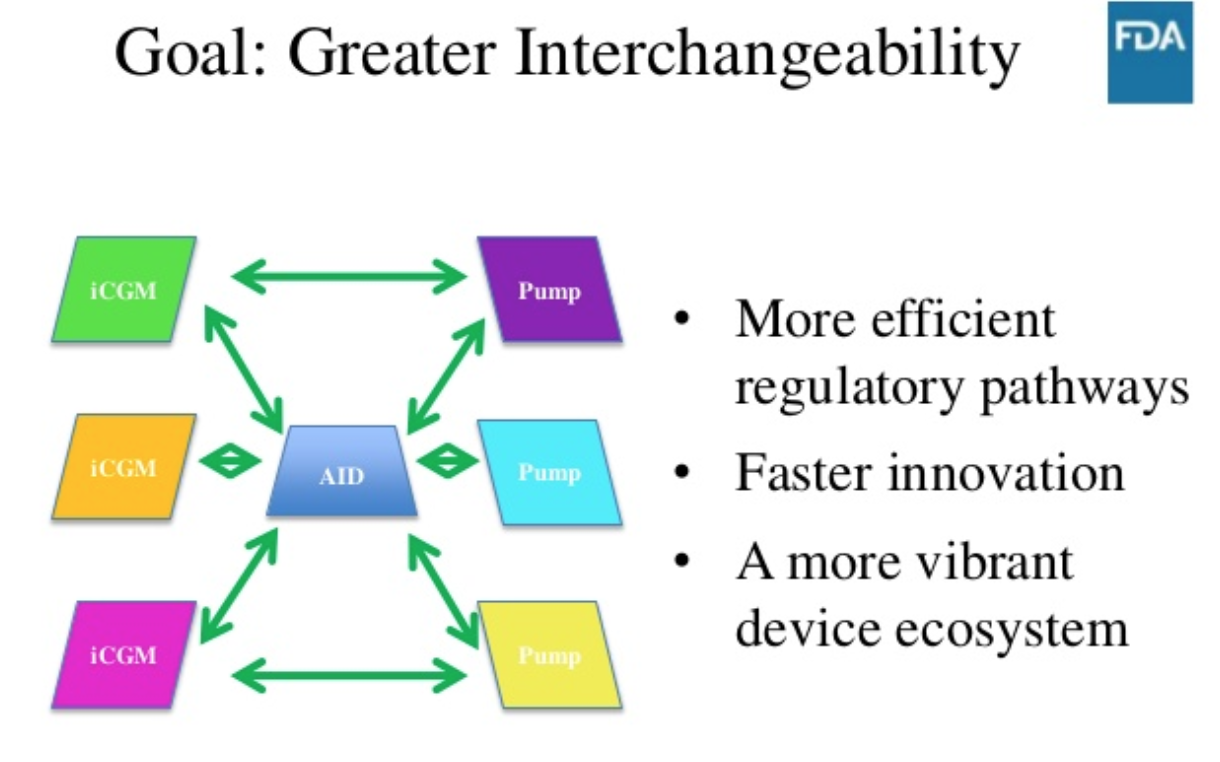 Goal: Greater Interchangeability
FDA
iCGM
Pump
iCGM
AID
Pump
iCGM
Pump
• More efficient
regulatory pathways
• Faster innovation
• A more vibrant
device ecosystem